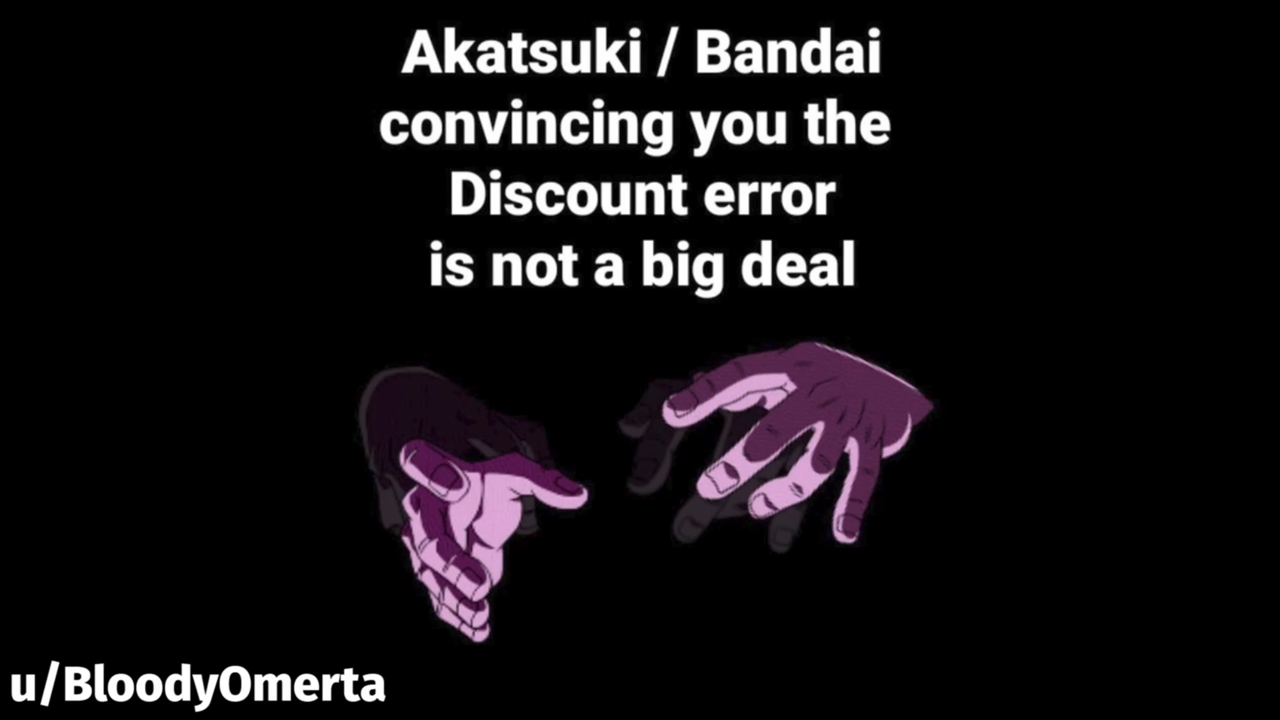 Akatsuki / Bandai
convincing you the
Discount error
is not a big deal
u/BloodyOmerta